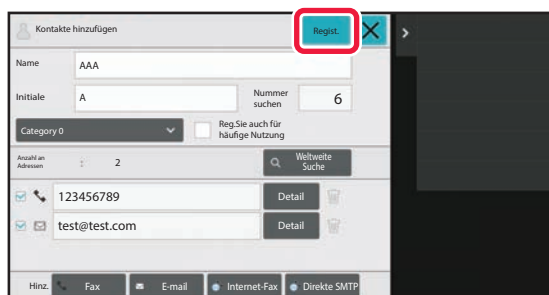 Kontakte hinzufügen
Regist.
Name
AAA
Initiale
A
Nummer
suchen
6
Category 0
Reg.Sie auch für
häufige Nutzung
Anzahl an
Adressen
:
2
Weltweite
Suche
123456789
Detail
test@test.com
Detail
Hinz.
Fax
E-mail
Internet-Fax
Direkte SMTP